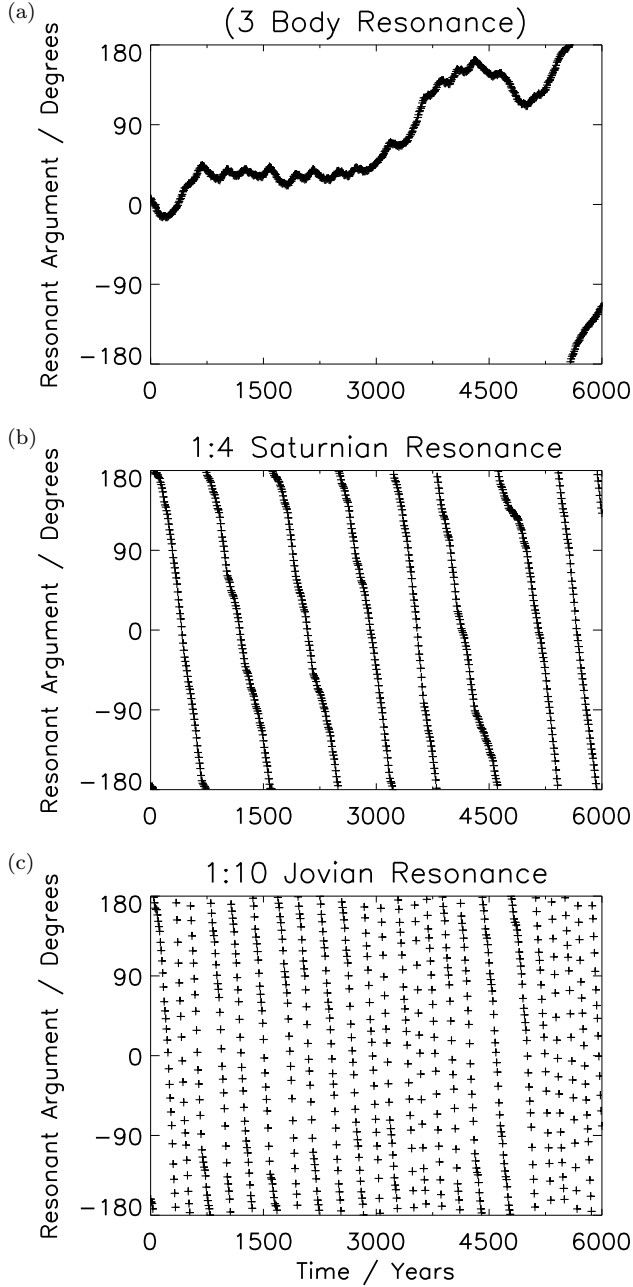 (a)
(3 Body Resonance)
Resonant Argument / Degrees
180
90
0
−90
−180
0 1500 3000 4500 6000
(b)
1:4 Saturnian Resonance
Resonant Argument / Degrees
180
90
0
−90
−180
0 1500 3000 4500 6000
(c)
1:10 Jovian Resonance
Resonant Argument / Degrees
180
90
0
−90
−180
0 1500 3000 4500 6000
Time / Years